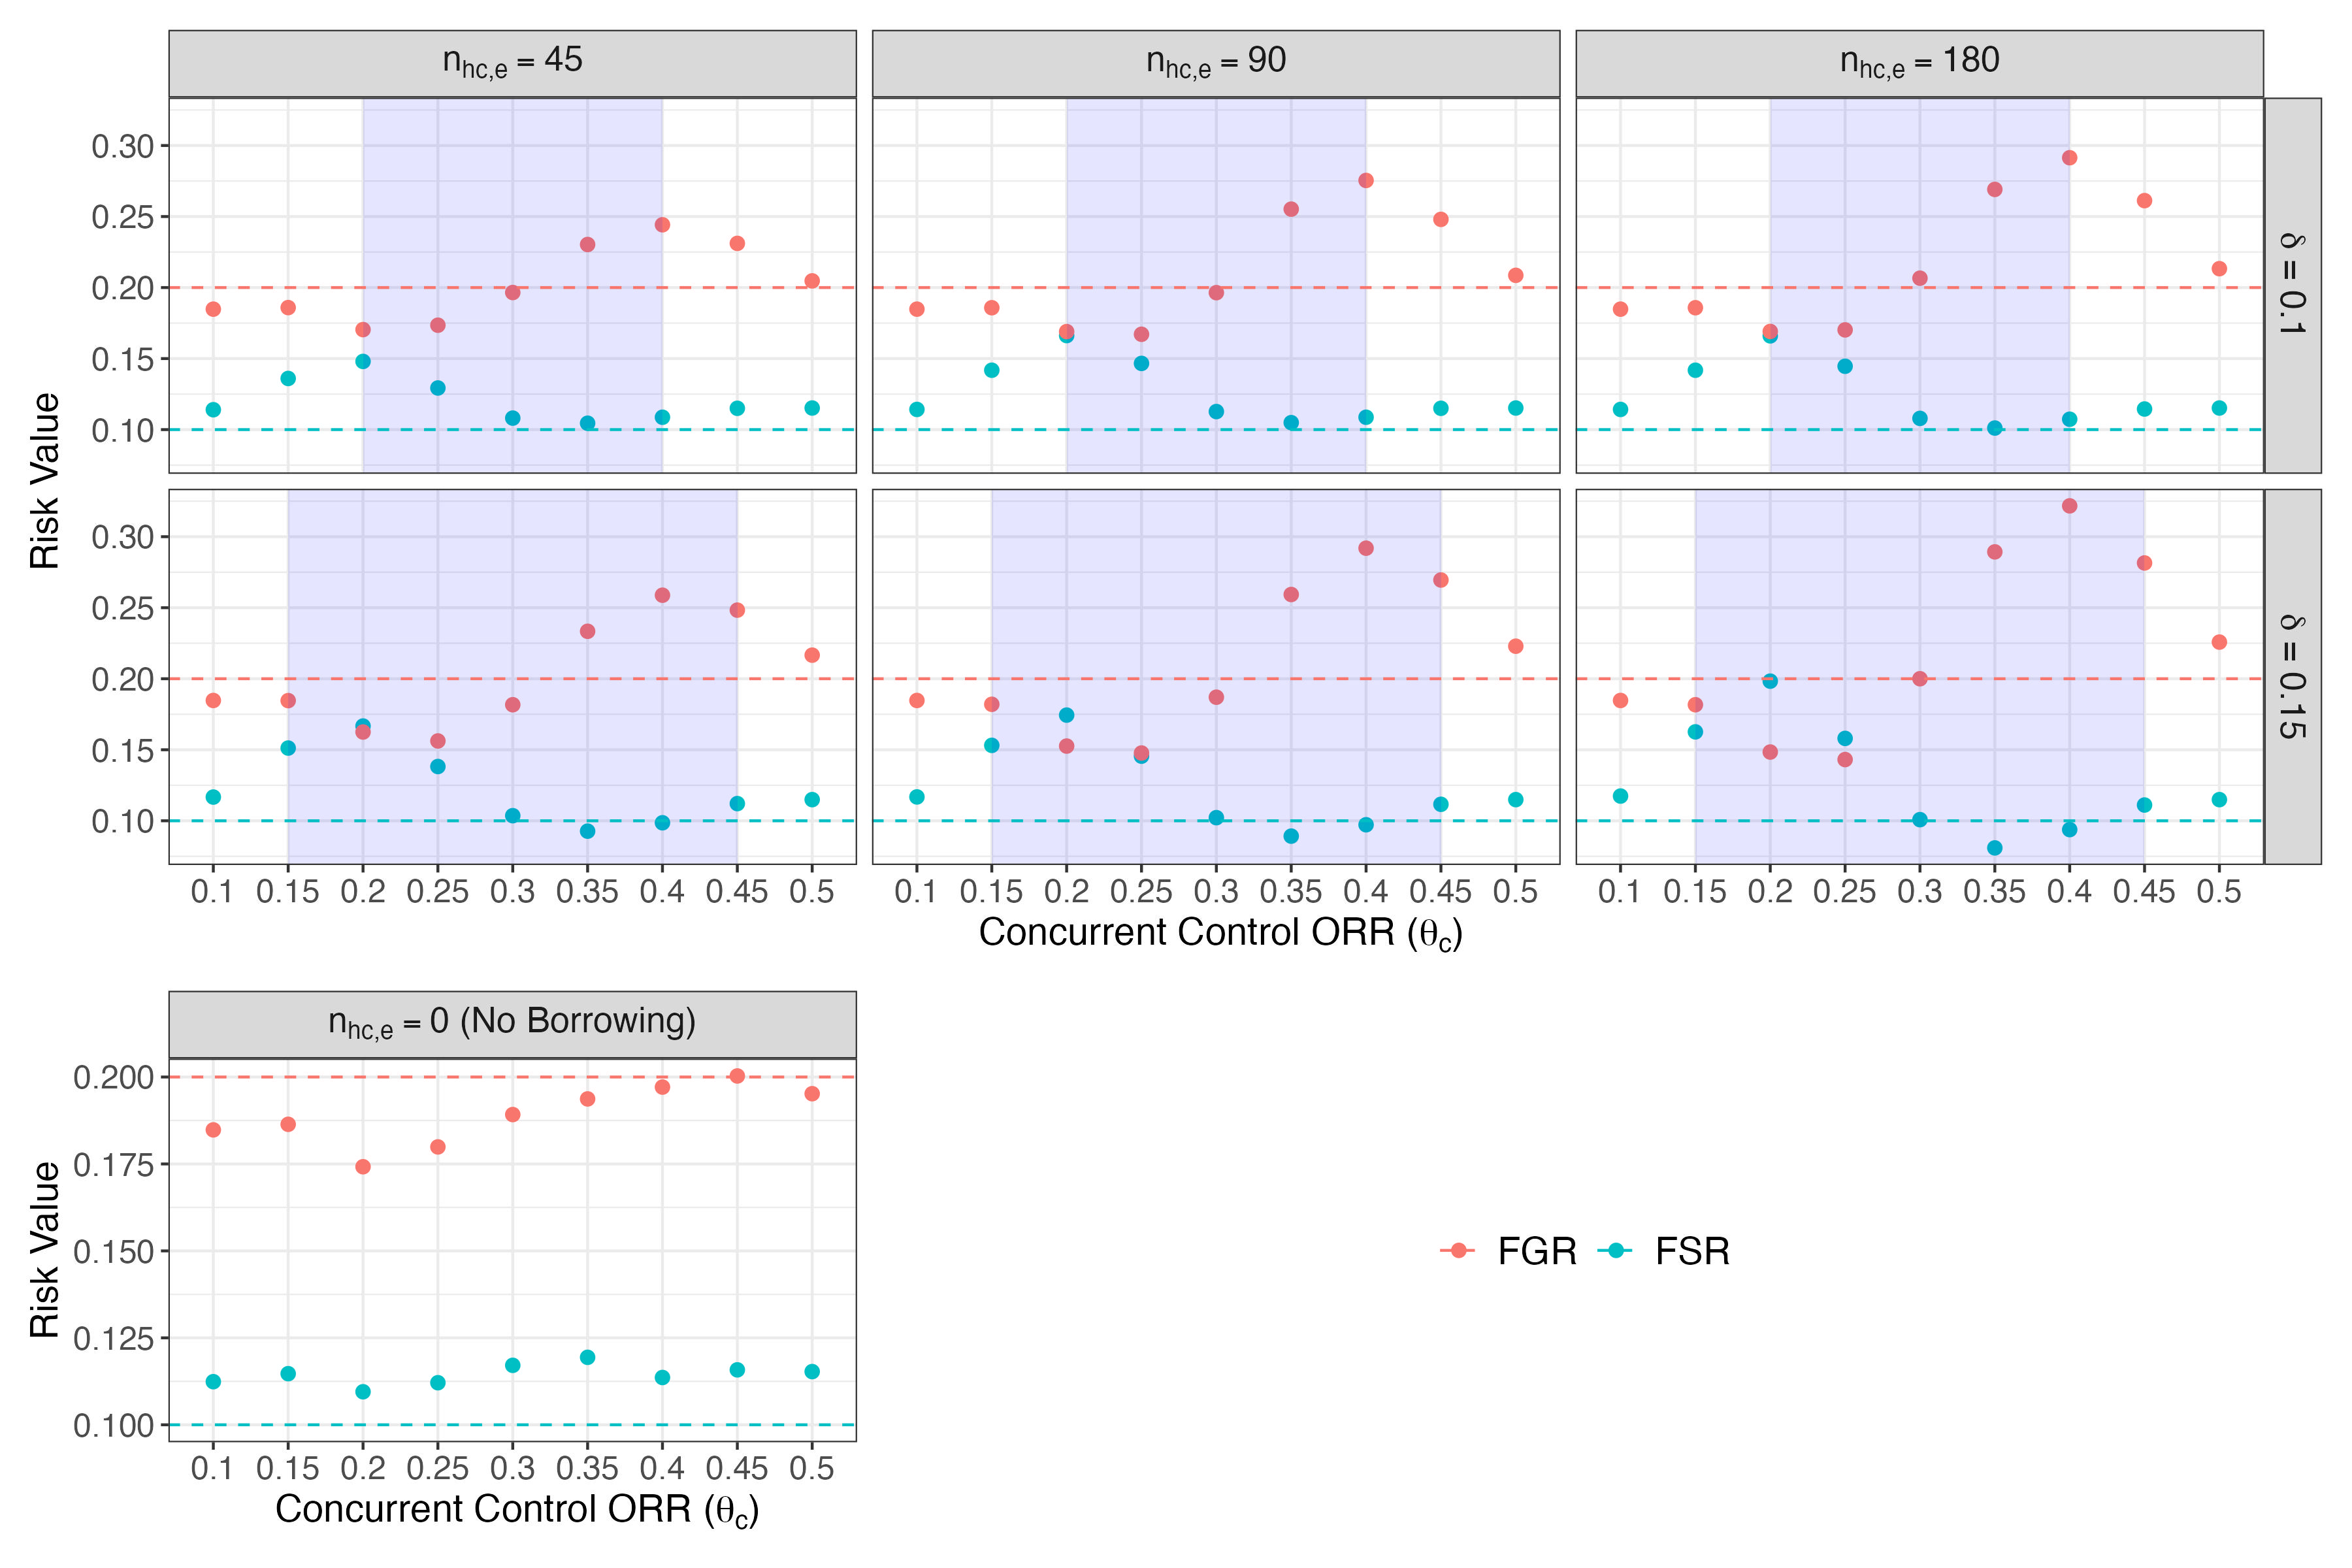 n_hc,e = 45
n_hc,e = 90
n_hc,e = 180
Risk Value
0.30
0.25
0.20
0.15
0.10
δ = 0.1
0.30
0.25
0.20
0.15
0.10
δ = 0.15
0.1 0.15 0.2 0.25 0.3 0.35 0.4 0.45 0.5
0.1 0.15 0.2 0.25 0.3 0.35 0.4 0.45 0.5
0.1 0.15 0.2 0.25 0.3 0.35 0.4 0.45 0.5
Concurrent Control ORR (θ_c)
n_hc,e = 0 (No Borrowing)
Risk Value
0.200
0.175
0.150
0.125
0.100
0.1 0.15 0.2 0.25 0.3 0.35 0.4 0.45 0.5
Concurrent Control ORR (θ_c)
FGR FSR